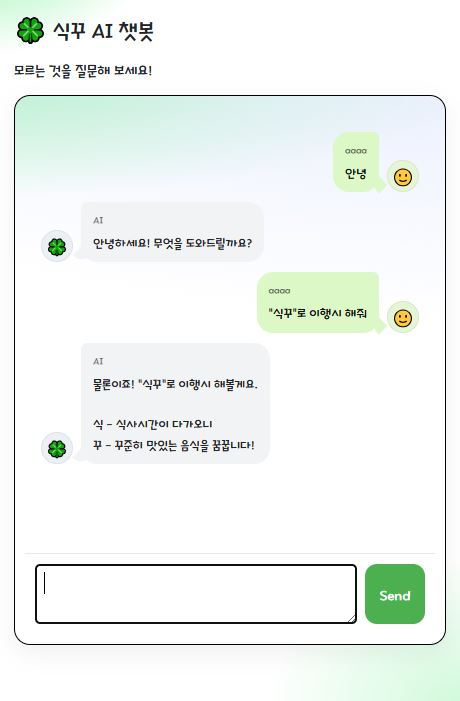 식꾸 AI 챗봇
모르는 것을 질문해 보세요!
aaaa
안녕
AI
안녕하세요! 무엇을 도와드릴까요?
aaaa
"식꾸"로 이행시 해줘
AI
물론이죠! "식꾸"로 이행시 해볼게요.
식 - 식사시간이 다가오니
꾸 - 꾸준히 맛있는 음식을 꿈꿉니다!
Send